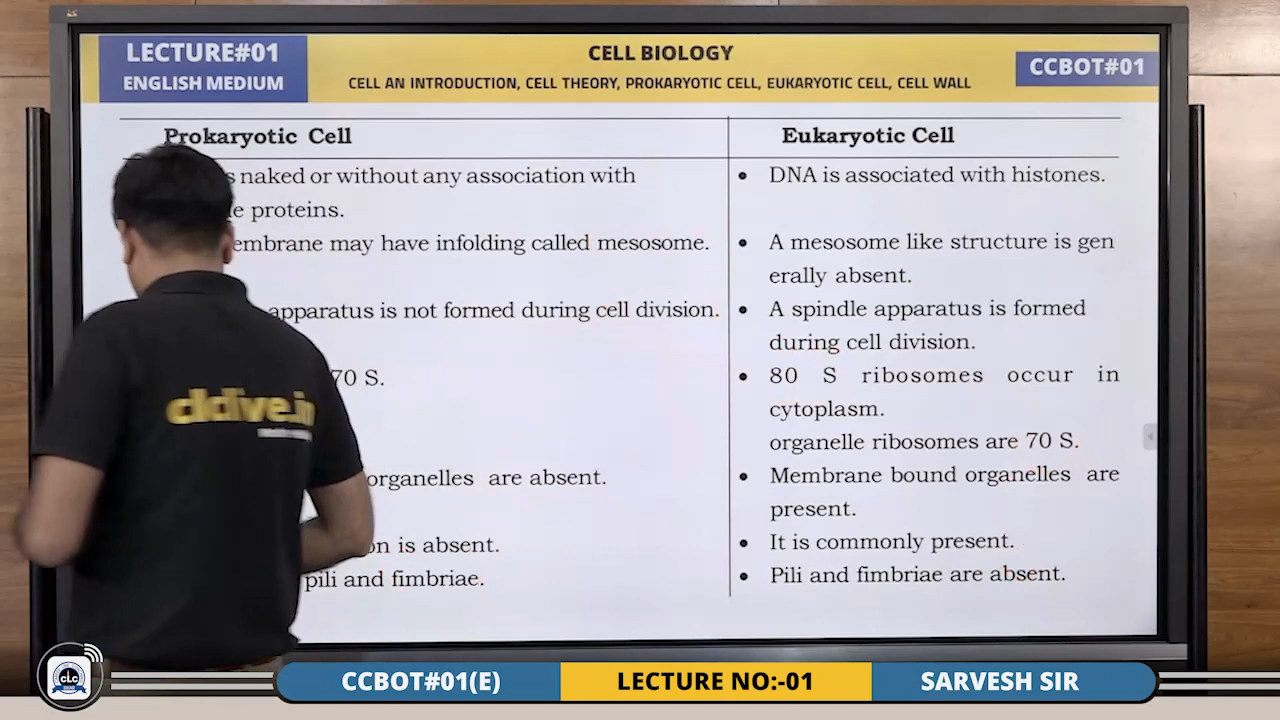 LECTURE#01
ENGLISH MEDIUM
CELL BIOLOGY
CELL AN INTRODUCTION, CELL THEORY, PROKARYOTIC CELL, EUKARYOTIC CELL, CELL WALL
CCBOT#01
Prokaryotic Cell
naked or without any association with
proteins.
may have infolding called mesosome.
apparatus is not formed during cell division.
70 S.
organelles are absent.
is absent.
pili and fimbriae.
Eukaryotic Cell
• DNA is associated with histones.
• A mesosome like structure is gen
erally absent.
• A spindle apparatus is formed
during cell division.
• 80 S ribosomes occur in
cytoplasm.
organelle ribosomes are 70 S.
• Membrane bound organelles are
present.
• It is commonly present.
• Pili and fimbriae are absent.
clclive.in
CLC
CCBOT#01(E)
LECTURE NO:-01
SARVESH SIR